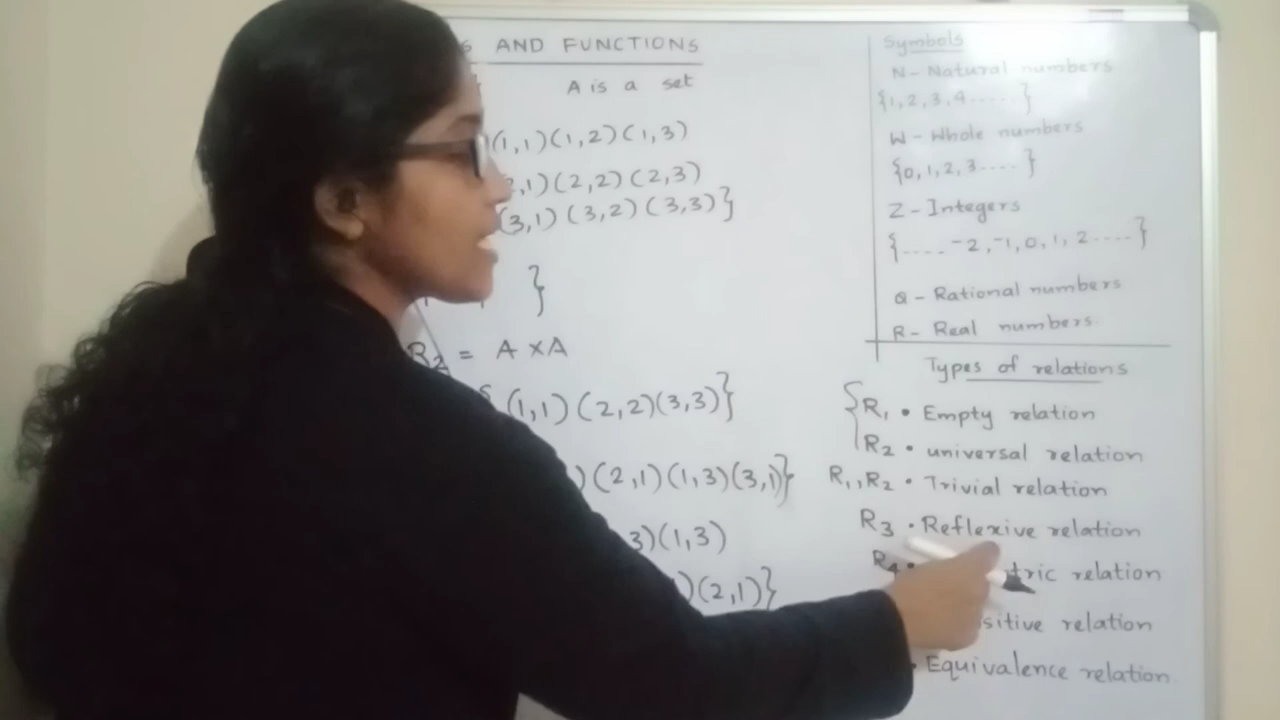 AND FUNCTIONS
A is a set
(1,1)(1,2)(1,3)
,1)(2,2)(2,3)
(3,1)(3,2)(3,3)}
}
R2 = A×A
(1,1)(2,2)(3,3)}
)(2,1)(1,3)(3,1)}
3)(1,3)
)(2,1)}
Symbols
N- Natural numbers
{1,2,3,4.....}
W- Whole numbers
{0,1,2,3....}
Z- Integers
{.... -2,-1,0,1,2....}
Q- Rational numbers
R- Real numbers
Types of relations
R1 • Empty relation
R2 • universal relation
R1,R2 • Trivial relation
R3 • Reflexive relation
R4 • tric relation
sitive relation
• Equivalence relation.